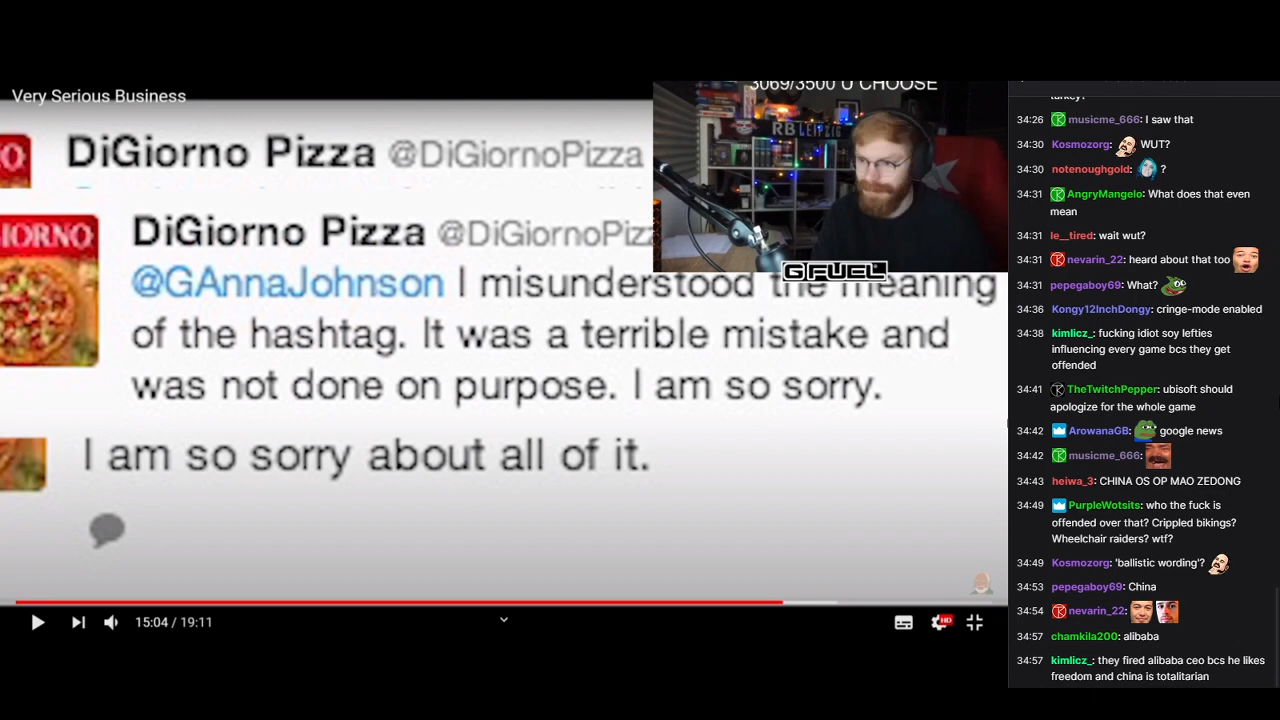 Very Serious Business
DiGiorno Pizza @DiGiornoPizza
IORNO
DiGiorno Pizza @DiGiornoPizz
@GAnnaJohnson I misunderstood the meaning
of the hashtag. It was a terrible mistake and
was not done on purpose. I am so sorry.
I am so sorry about all of it.
15:04 / 19:11
HD
3069/3500 U CHOOSE
RB LEIPZIG
G FUEL
turkey?
34:26 musicme_666: I saw that
34:30 Kosmozorg: WUT?
34:30 notenoughgold: ?
34:31 AngryMangelo: What does that even
mean
34:31 le__tired: wait wut?
34:31 nevarin_22: heard about that too
34:31 pepegaboy69: What?
34:36 Kongy12InchDongy: cringe-mode enabled
34:38 kimlicz_: fucking idiot soy lefties
influencing every game bcs they get
offended
34:41 TheTwitchPepper: ubisoft should
apologize for the whole game
34:42 ArowanaGB: google news
34:42 musicme_666:
34:43 heiwa_3: CHINA OS OP MAO ZEDONG
34:49 PurpleWotsits: who the fuck is
offended over that? Crippled bikings?
Wheelchair raiders? wtf?
34:49 Kosmozorg: 'ballistic wording'?
34:53 pepegaboy69: China
34:54 nevarin_22:
34:57 chamkila200: alibaba
34:57 kimlicz_: they fired alibaba ceo bcs he likes
freedom and china is totalitarian